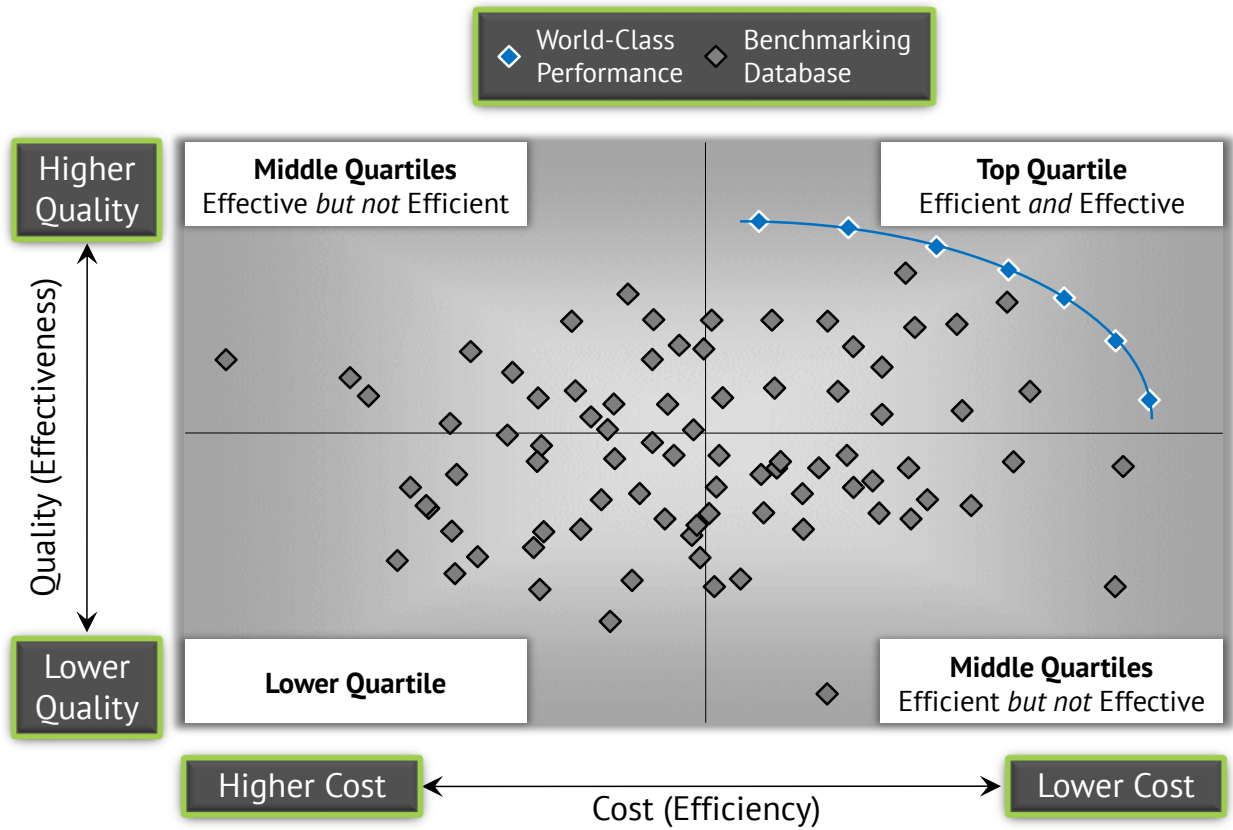 World-Class
Performance
Benchmarking
Database
Higher
Quality
Middle Quartiles
Effective but not Efficient
Top Quartile
Efficient and Effective
Quality (Effectiveness)
Lower
Quality
Lower Quartile
Middle Quartiles
Efficient but not Effective
Higher Cost
Cost (Efficiency)
Lower Cost